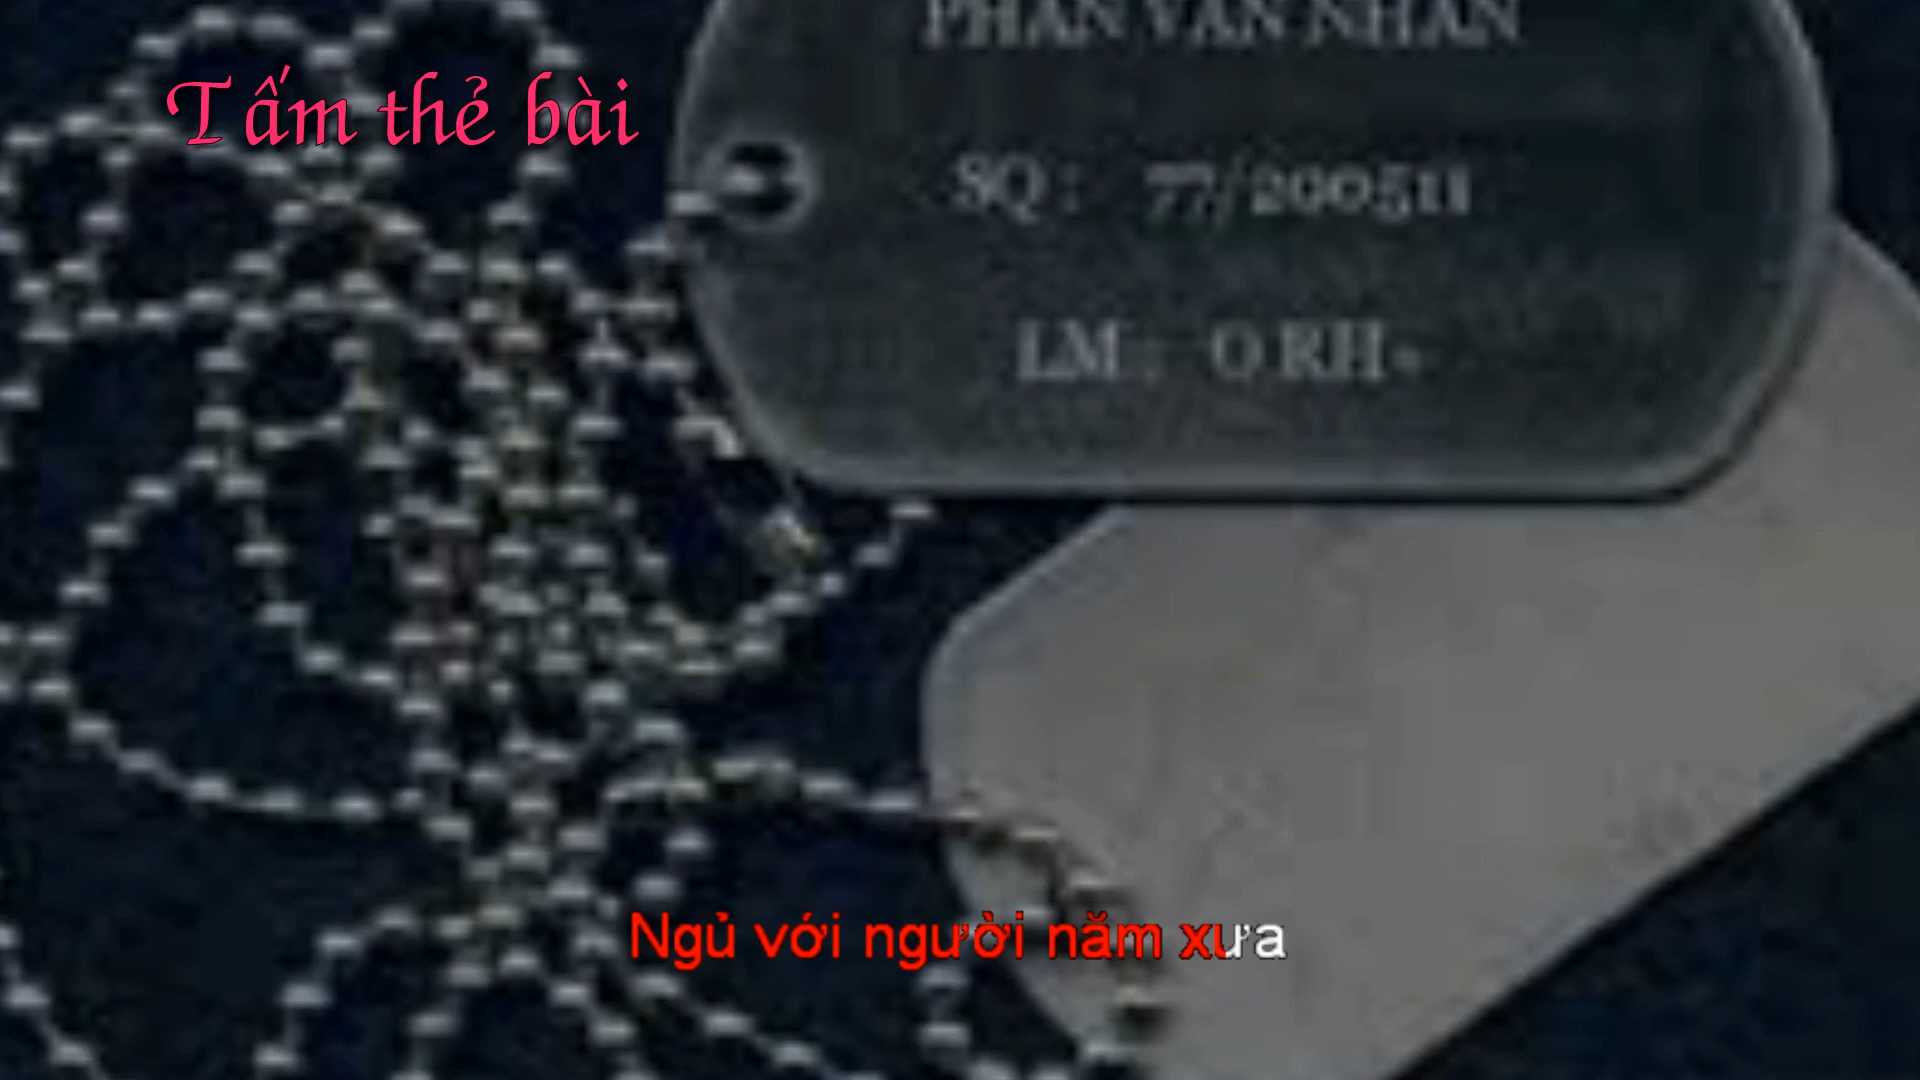 PHAN VAN NHAN
Tấm thẻ bài
SQ : 77/200511
LM : O RH-
Ngủ với người năm xưa